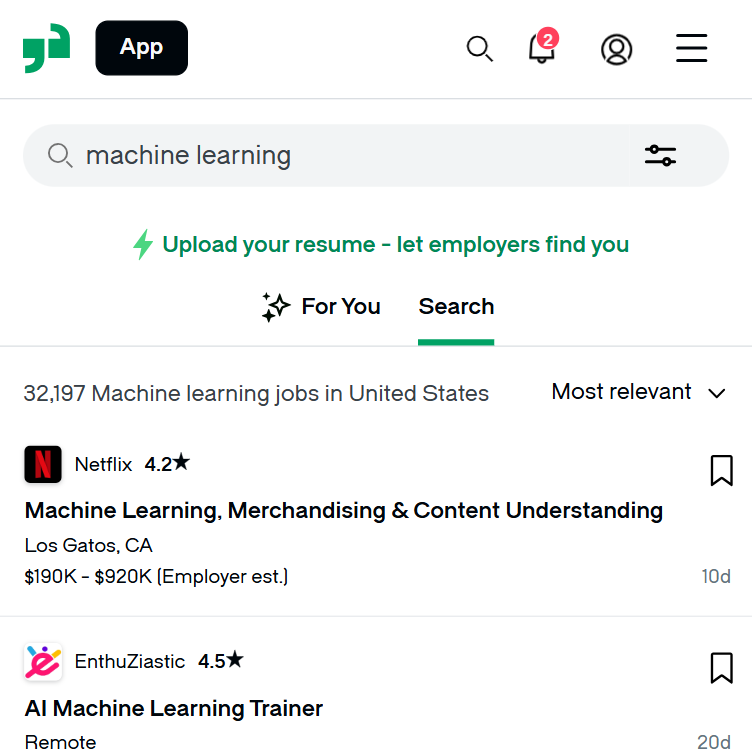 App
2
machine learning
Upload your resume - let employers find you
For You
Search
32,197 Machine learning jobs in United States
Most relevant
N
Netflix 4.2★
Machine Learning, Merchandising & Content Understanding
Los Gatos, CA
$190K - $920K (Employer est.)
10d
EnthuZiastic 4.5★
AI Machine Learning Trainer
Remote
20d